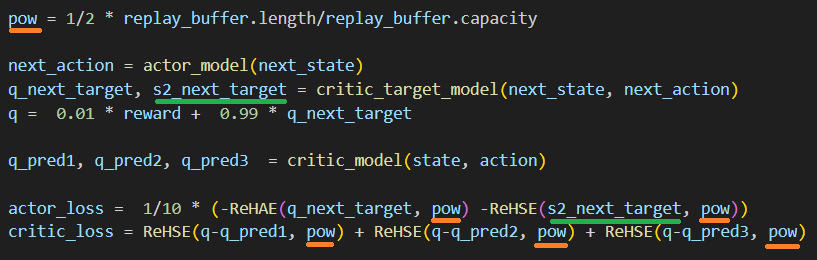 pow = 1/2 * replay_buffer.length/replay_buffer.capacity
next_action = actor_model(next_state)
q_next_target, s2_next_target = critic_target_model(next_state, next_action)
q =  0.01 * reward +  0.99 * q_next_target
q_pred1, q_pred2, q_pred3  = critic_model(state, action)
actor_loss =  1/10 * (-ReHAE(q_next_target, pow) -ReHSE(s2_next_target, pow))
critic_loss = ReHSE(q-q_pred1, pow) + ReHSE(q-q_pred2, pow) + ReHSE(q-q_pred3, pow)